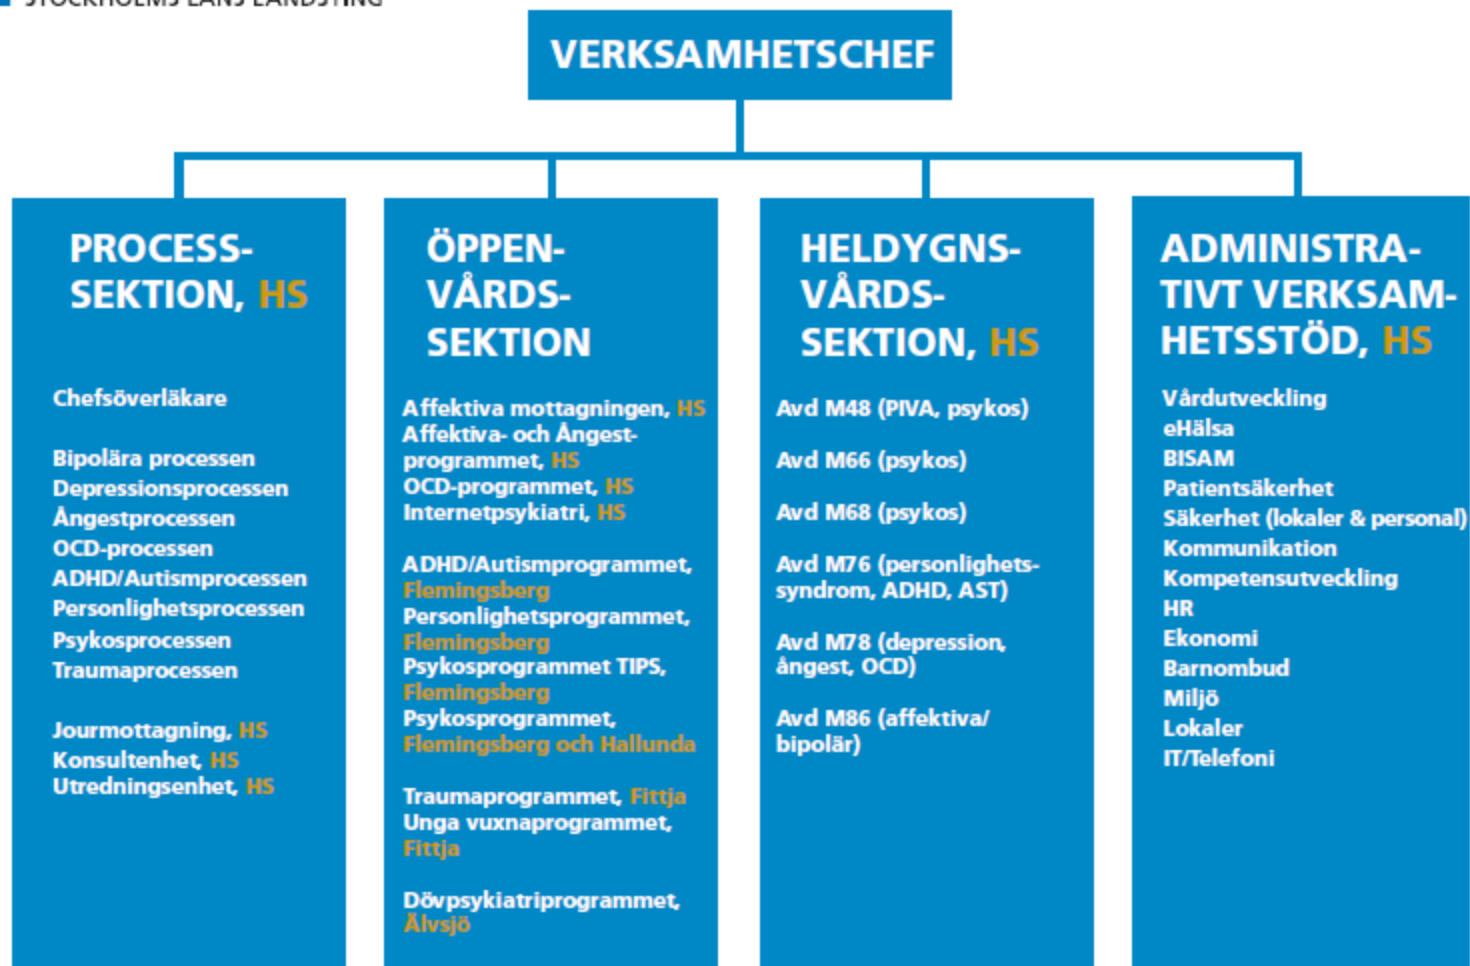 STOCKHOLMS LÄNS LANDSTING
VERKSAMHETSCHEF
PROCESS-
SEKTION, HS
Chefsöverläkare
Bipolära processen
Depressionsprocessen
Ångestprocessen
OCD-processen
ADHD/Autismprocessen
Personlighetsprocessen
Psykosprocessen
Traumaprocessen
Jourmottagning, HS
Konsultenhet, HS
Utredningsenhet, HS
ÖPPEN-
VÅRDS-
SEKTION
Affektiva mottagningen, HS
Affektiva- och Ångest-
programmet, HS
OCD-programmet, HS
Internetpsykiatri, HS
ADHD/Autismprogrammet,
Flemingsberg
Personlighetsprogrammet,
Flemingsberg
Psykosprogrammet TIPS,
Flemingsberg
Psykosprogrammet,
Flemingsberg och Hallunda
Traumaprogrammet, Fittja
Unga vuxnaprogrammet,
Fittja
Dövpsykiatriprogrammet,
Älvsjö
HELDYGNS-
VÅRDS-
SEKTION, HS
Avd M48 (PIVA, psykos)
Avd M66 (psykos)
Avd M68 (psykos)
Avd M76 (personlighets-
syndrom, ADHD, AST)
Avd M78 (depression,
ångest, OCD)
Avd M86 (affektiva/
bipolär)
ADMINISTRA-
TIVT VERKSAM-
HETSSTÖD, HS
Vårdutveckling
eHälsa
BISAM
Patientsäkerhet
Säkerhet (lokaler & personal)
Kommunikation
Kompetensutveckling
HR
Ekonomi
Barnombud
Miljö
Lokaler
IT/Telefoni